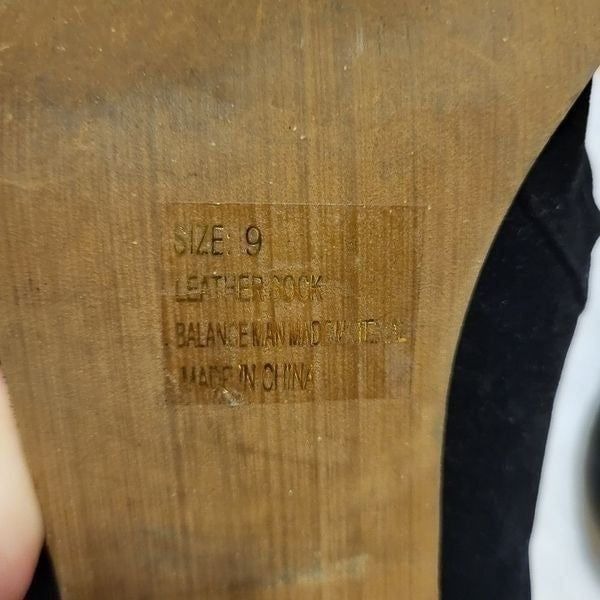 SIZE: 9
LEATHER SOCK
BALANCE MAN MADE MATERIAL
MADE IN CHINA